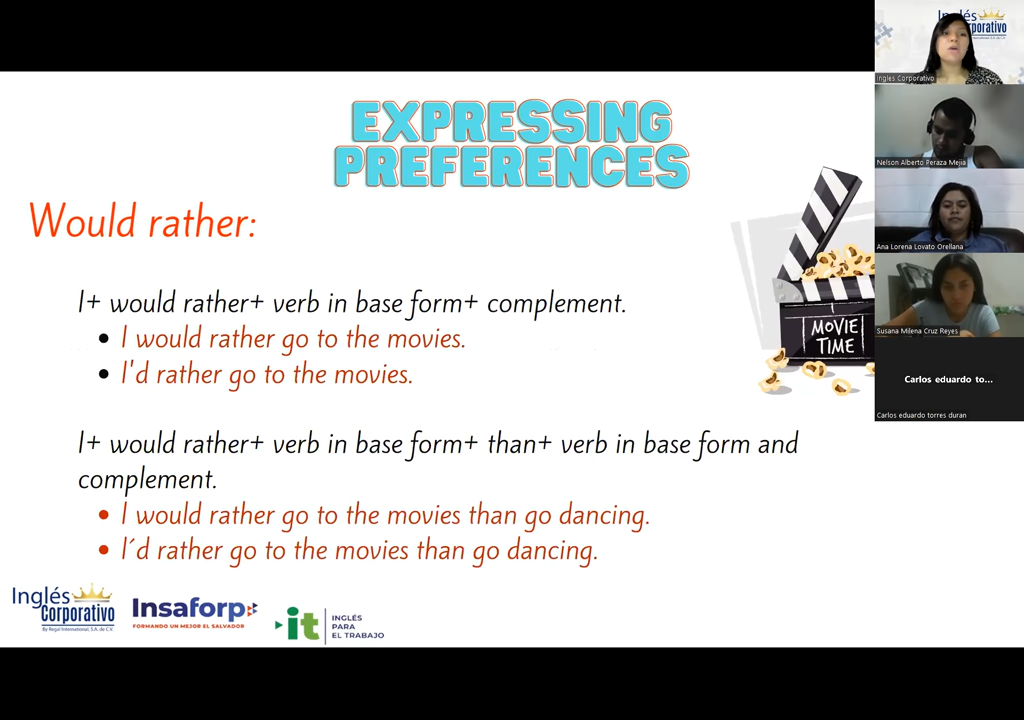 EXPRESSING
PREFERENCES
Would rather:
I+ would rather+ verb in base form+ complement.
I would rather go to the movies.
I'd rather go to the movies.
I+ would rather+ verb in base form+ than+ verb in base form and
complement.
I would rather go to the movies than go dancing.
I´d rather go to the movies than go dancing.
MOVIE
TIME
Inglés
Corporativo
By Regal International, S.A. de C.V.
Insaforp
FORMANDO UN MEJOR EL SALVADOR
it
INGLÉS
PARA
EL TRABAJO
Inglés Corporativo
Nelson Alberto Peraza Mejia
Ana Lorena Lovato Orellana
Susana Milena Cruz Reyes
Carlos eduardo to...
Carlos eduardo torres duran